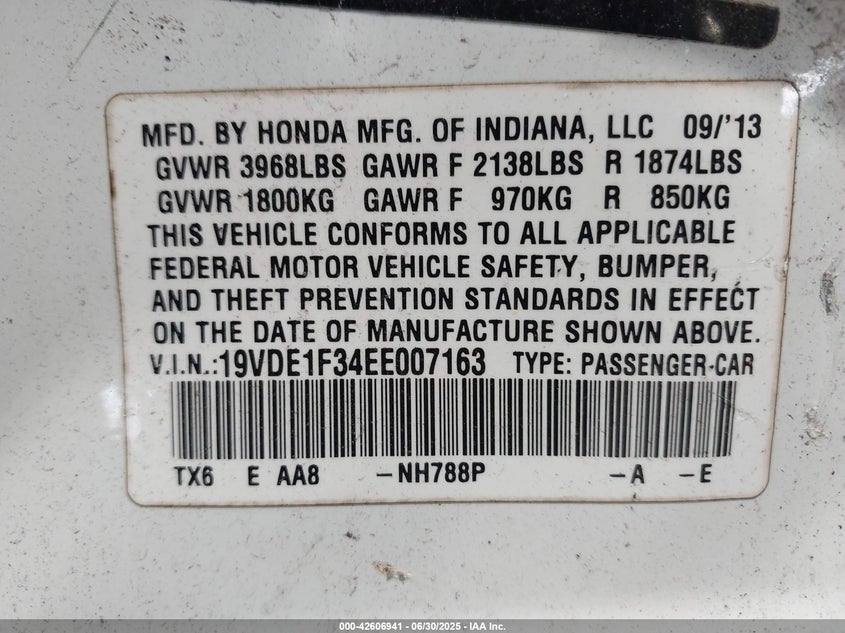 MFD. BY HONDA MFG. OF INDIANA, LLC 09/'13
GVWR 3968LBS GAWR F 2138LBS R 1874LBS
GVWR 1800KG GAWR F 970KG R 850KG
THIS VEHICLE CONFORMS TO ALL APPLICABLE
FEDERAL MOTOR VEHICLE SAFETY, BUMPER,
AND THEFT PREVENTION STANDARDS IN EFFECT
ON THE DATE OF MANUFACTURE SHOWN ABOVE.
V.I.N.:19VDE1F34EE007163 TYPE: PASSENGER-CAR
TX6 E AA8 -NH788P -A -E
000-42606941 - 06/30/2025 - IAA Inc.